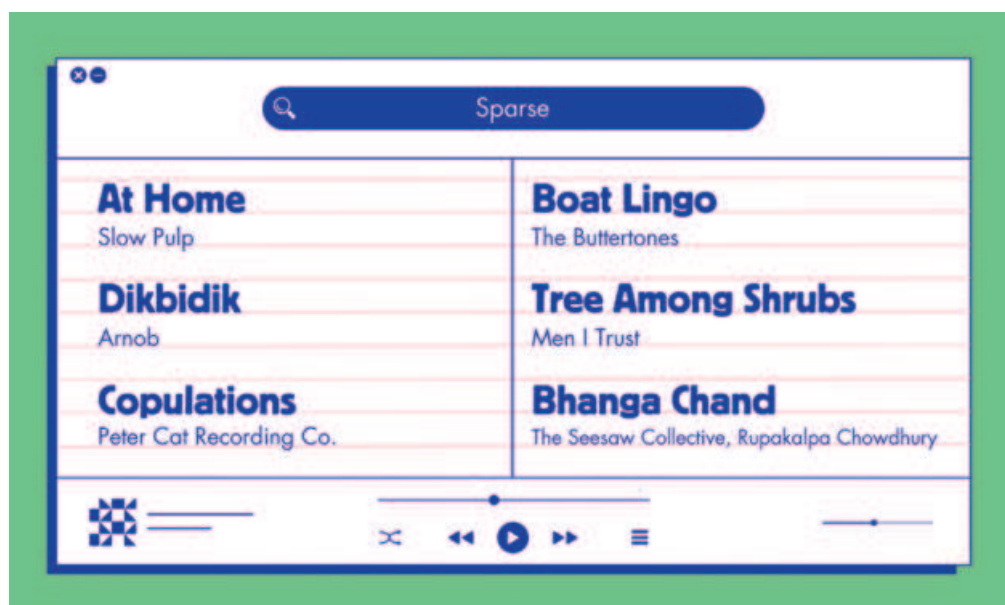 Sparse
At Home
Slow Pulp
Dikbidik
Arnob
Copulations
Peter Cat Recording Co.
Boat Lingo
The Buttertones
Tree Among Shrubs
Men I Trust
Bhanga Chand
The Seesaw Collective, Rupakalpa Chowdhury